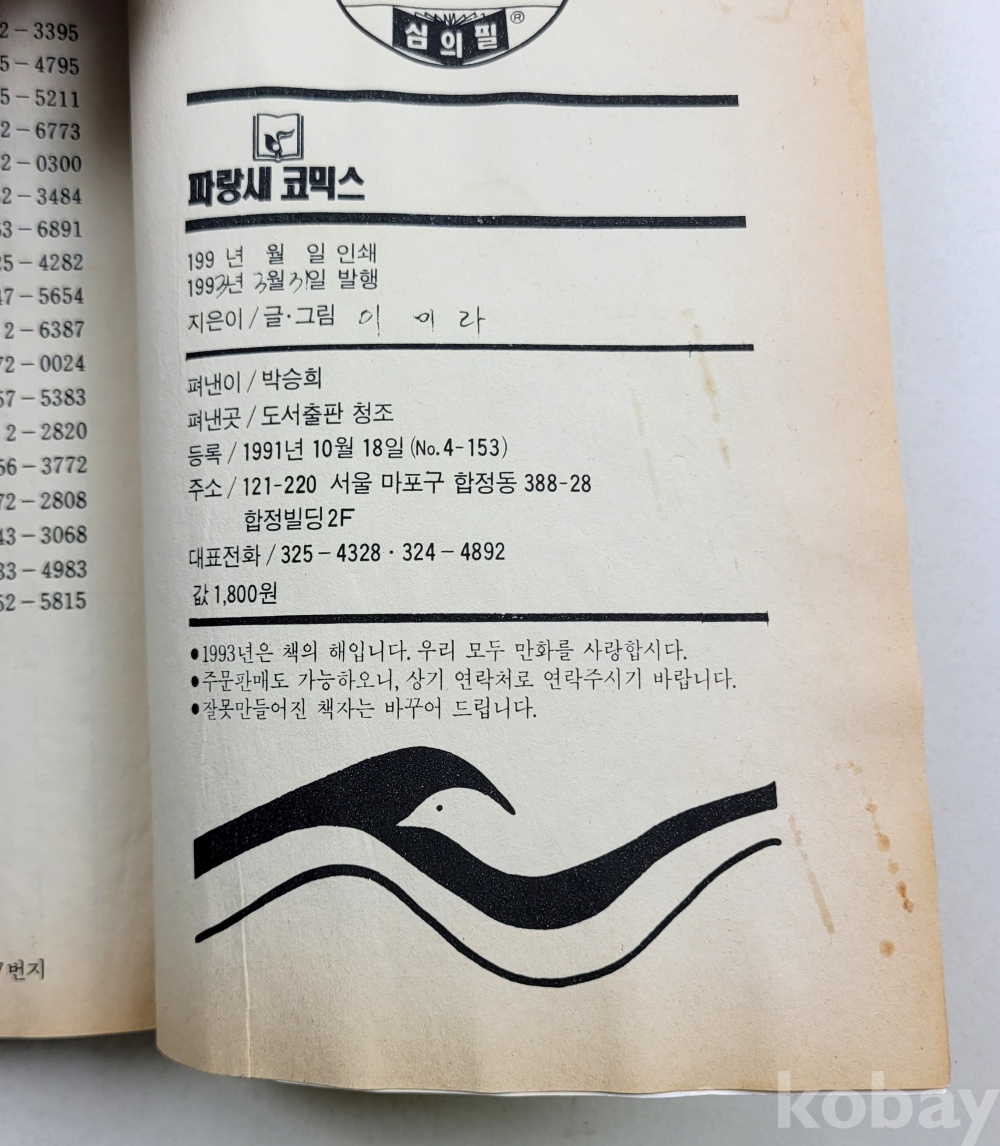 2-3395
5-4795
5-5211
2-6773
2-0300
2-3484
3-6891
25-4282
47-5654
2-6387
72-0024
57-5383
2-2820
56-3772
72-2808
43-3068
33-4983
52-5815
번지
심의필 ®
파랑새 코믹스
199 년 월 일 인쇄
1993년 3월 31일 발행
지은이/글·그림 이 미 라
펴낸이/박승희
펴낸곳/도서출판 청조
등록/1991년 10월 18일(No.4-153)
주소/121-220 서울 마포구 합정동 388-28
합정빌딩 2F
대표전화/325-4328·324-4892
값 1,800원
●1993년은 책의 해입니다. 우리 모두 만화를 사랑합시다.
●주문판매도 가능하오니, 상기 연락처로 연락주시기 바랍니다.
●잘못만들어진 책자는 바꾸어 드립니다.
kobay